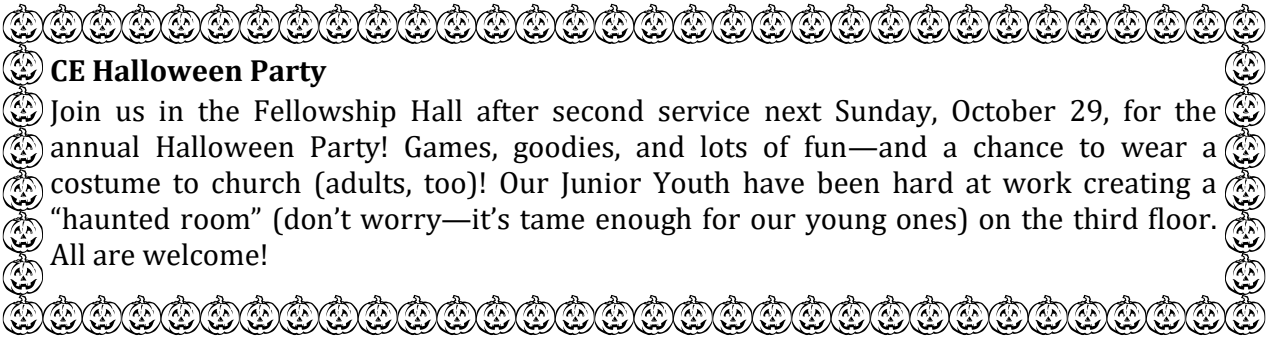 CE Halloween Party
Join us in the Fellowship Hall after second service next Sunday, October 29, for the
annual Halloween Party! Games, goodies, and lots of fun—and a chance to wear a
costume to church (adults, too)! Our Junior Youth have been hard at work creating a
“haunted room” (don’t worry—it’s tame enough for our young ones) on the third floor.
All are welcome!